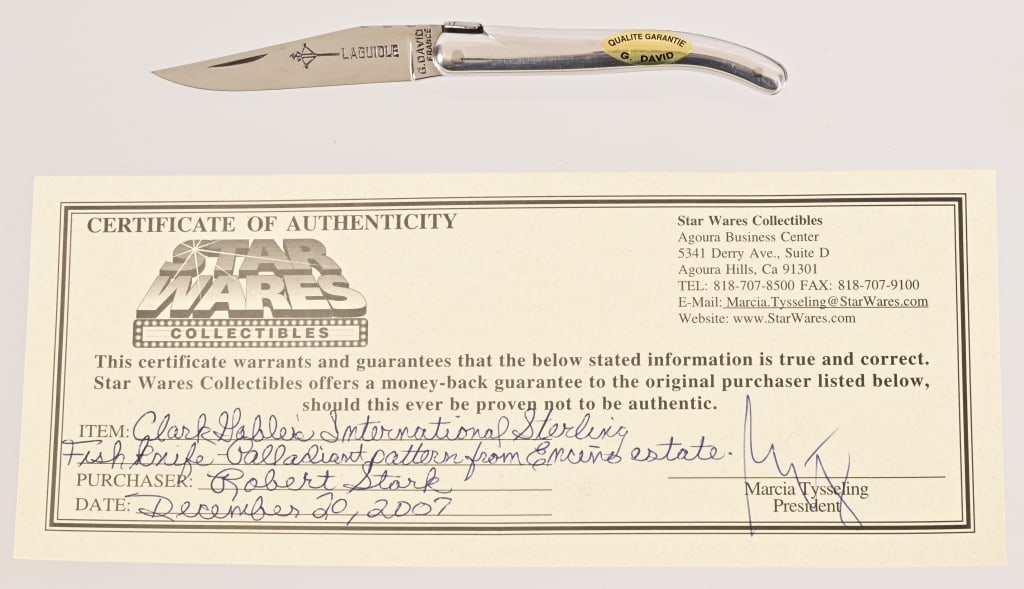 LAGUIOLE
G. DAVID
FRANCE
QUALITE GARANTIE
G. DAVID
CERTIFICATE OF AUTHENTICITY
STAR
WARES
COLLECTIBLES
Star Wares Collectibles
Agoura Business Center
5341 Derry Ave., Suite D
Agoura Hills, Ca 91301
TEL: 818-707-8500 FAX: 818-707-9100
E-Mail: Marcia.Tysseling@StarWares.com
Website: www.StarWares.com
This certificate warrants and guarantees that the below stated information is true and correct.
Star Wares Collectibles offers a money-back guarantee to the original purchaser listed below,
should this ever be proven not to be authentic.
ITEM: Clark Gable's International Sterling
Fish knife - Valladiant pattern from Encino estate.
PURCHASER: Robert Stark
DATE: December 20, 2007
Marcia Tysseling
President